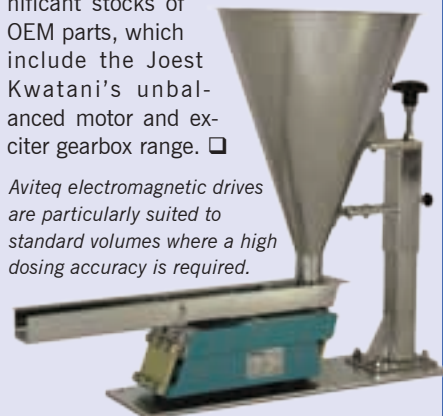 nificant stocks of
OEM parts, which
include the Joest
Kwatani's unbal-
anced motor and ex-
citer gearbox range. ❑
Aviteq electromagnetic drives
are particularly suited to
standard volumes where a high
dosing accuracy is required.